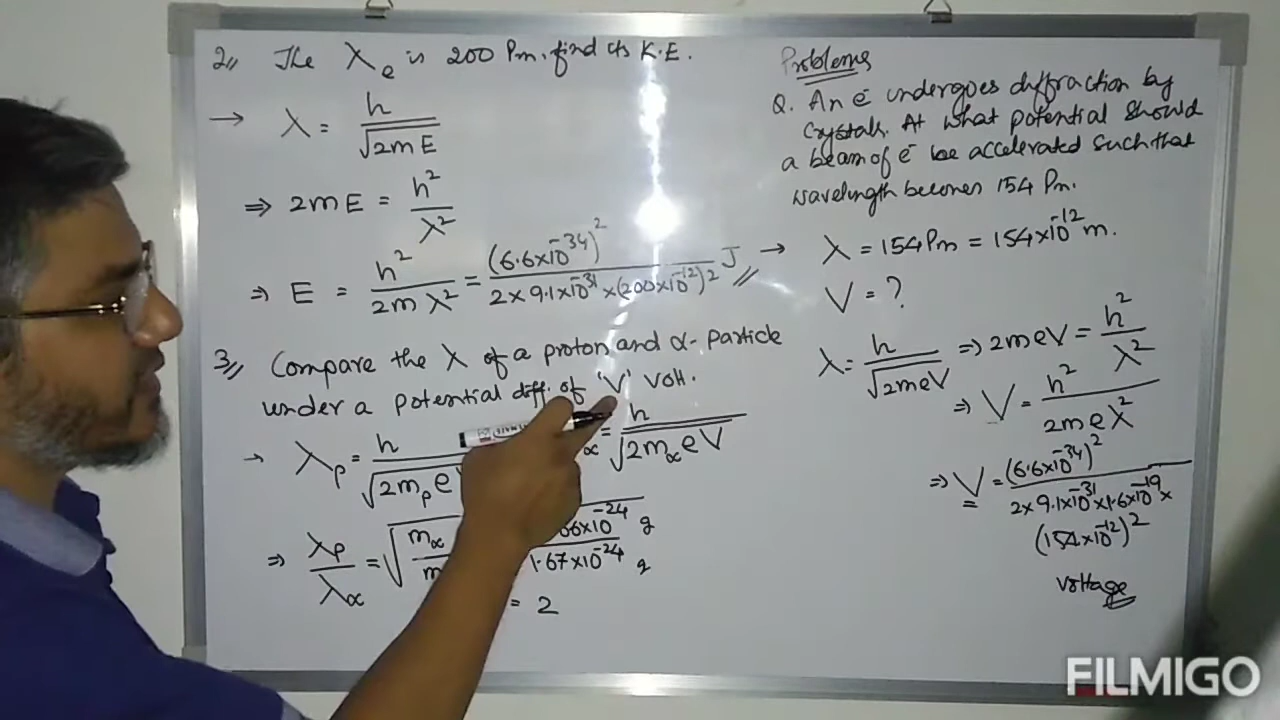 2,, The λe is 200 Pm. find its K.E.
→ λ = h / √2mE
⇒ 2mE = h² / λ²
⇒ E = h² / 2mλ² = (6.6×10⁻³⁴)² / 2×9.1×10⁻³¹×(200×10⁻¹²)² J
3,, Compare the λ of a proton and α-Particle
under a potential diff. of 'V' Volt.
→ λp = h / √2mpe = h / √2mαeV
⇒ λp / λα = √mα / m 66×10⁻²⁴ g / 1.67×10⁻²⁴ g
= 2
Problems
Q. An e⁻ undergoes diffraction by
Crystals. At what potential should
a beam of e⁻ be accelerated such that
wavelength becomes 154 Pm.
→ λ = 154 Pm = 154×10⁻¹² m.
V = ?
λ = h / √2meV ⇒ 2meV = h² / λ²
⇒ V = h² / 2meλ²
⇒ V = (6.6×10⁻³⁴)² / 2×9.1×10⁻³¹×1.6×10⁻¹⁹×
(154×10⁻¹²)²
voltage
FILMIGO